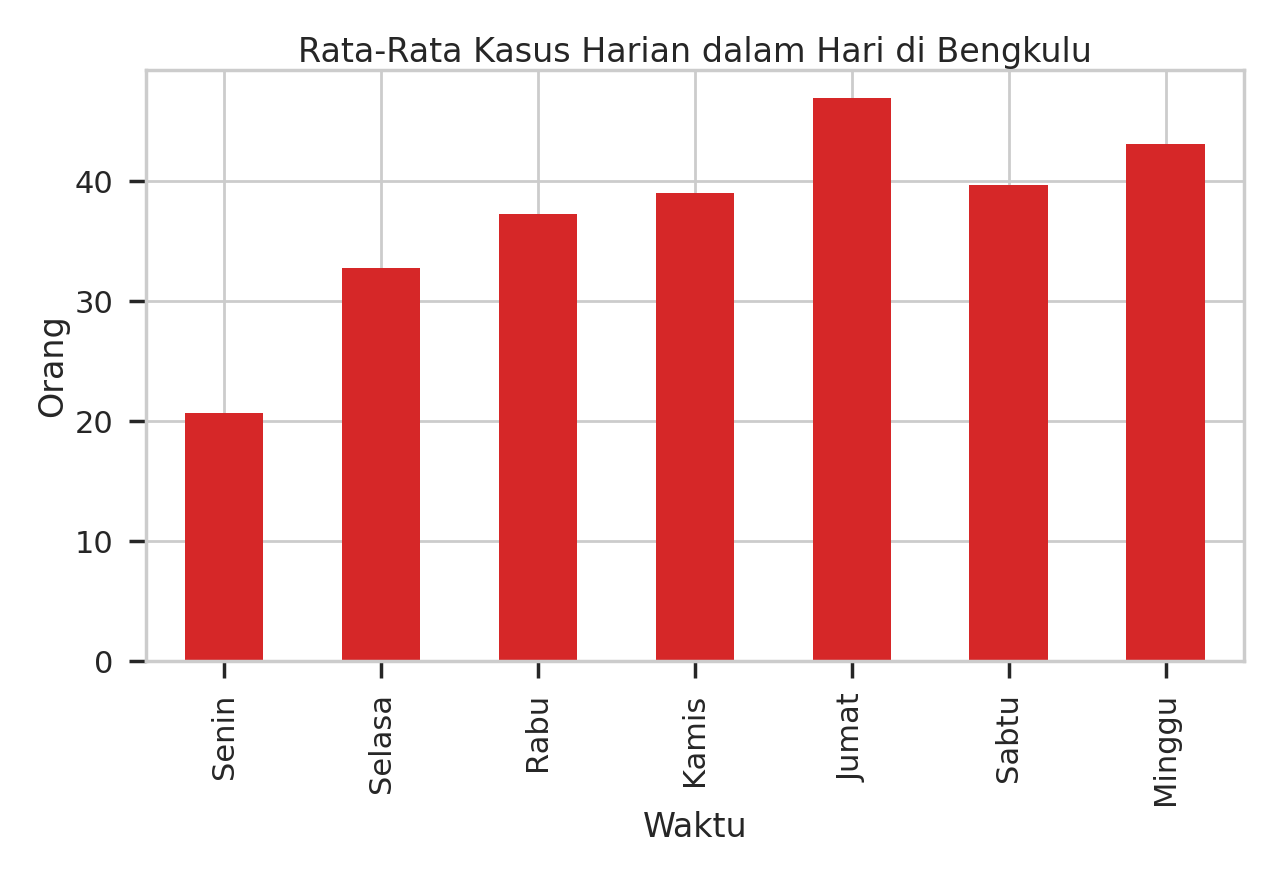 Rata-Rata Kasus Harian dalam Hari di Bengkulu
Orang
40
30
20
10
0
Senin
Selasa
Rabu
Kamis
Jumat
Sabtu
Minggu
Waktu